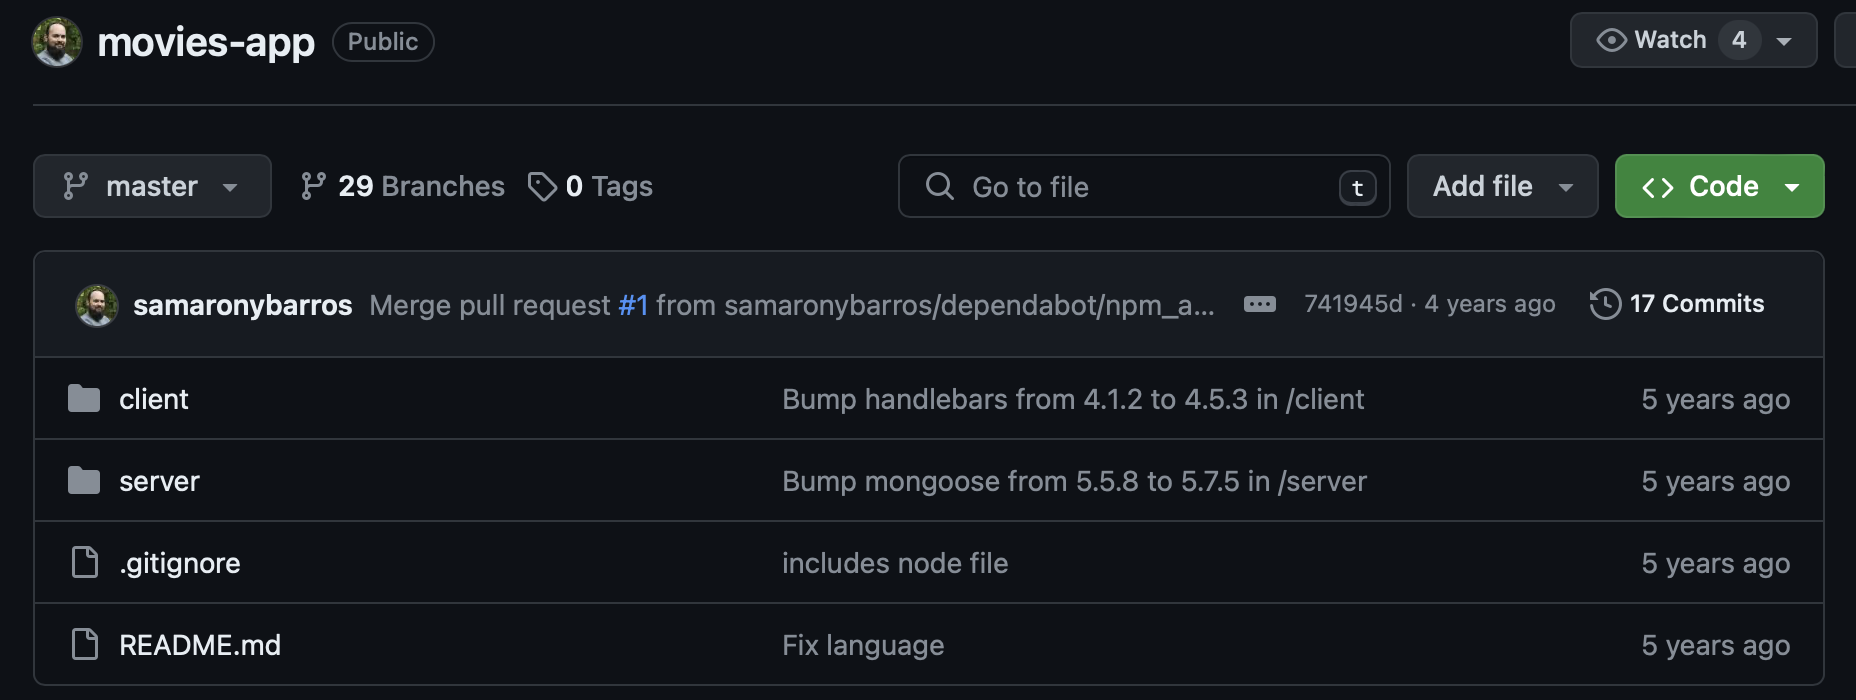 movies-app Public Watch 4
master 29 Branches 0 Tags Go to file t Add file Code
samaronybarros Merge pull request #1 from samaronybarros/dependabot/npm_a... 741945d · 4 years ago 17 Commits
client Bump handlebars from 4.1.2 to 4.5.3 in /client 5 years ago
server Bump mongoose from 5.5.8 to 5.7.5 in /server 5 years ago
.gitignore includes node file 5 years ago
README.md Fix language 5 years ago